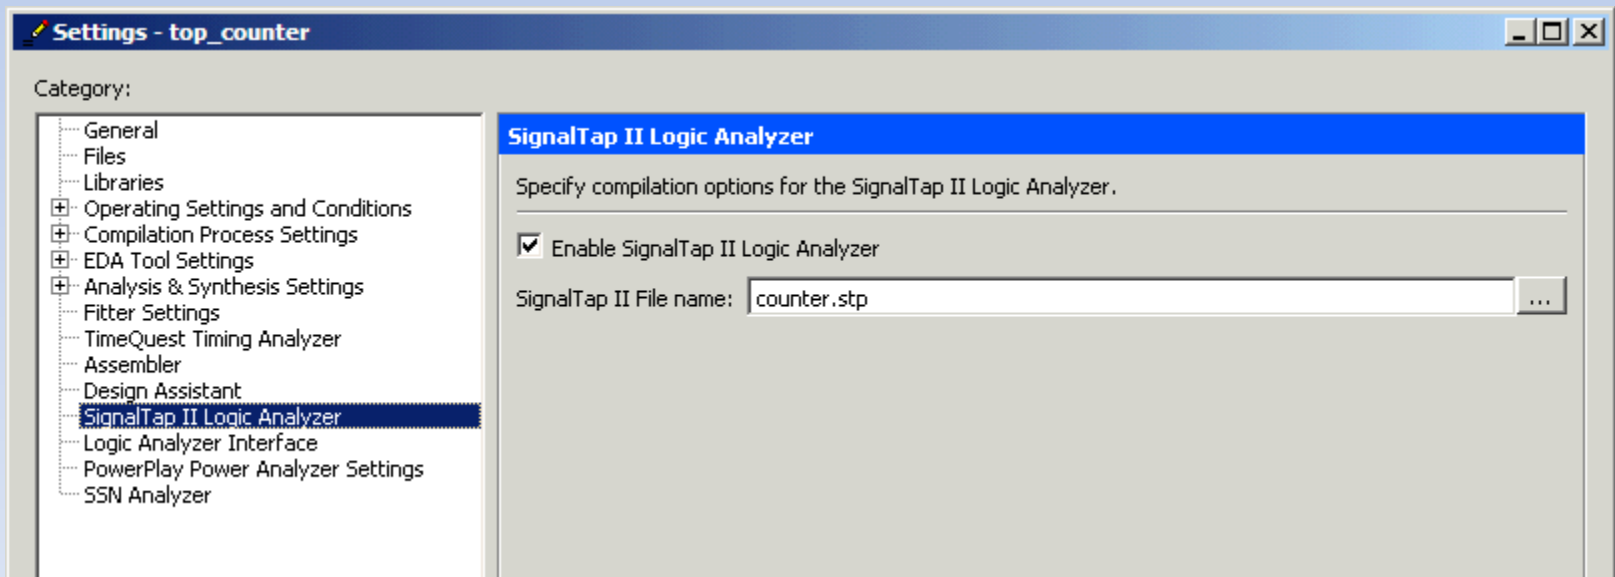 Settings - top_counter
Category:
General
Files
Libraries
Operating Settings and Conditions
Compilation Process Settings
EDA Tool Settings
Analysis & Synthesis Settings
Fitter Settings
TimeQuest Timing Analyzer
Assembler
Design Assistant
SignalTap II Logic Analyzer
Logic Analyzer Interface
PowerPlay Power Analyzer Settings
SSN Analyzer
SignalTap II Logic Analyzer
Specify compilation options for the SignalTap II Logic Analyzer.
Enable SignalTap II Logic Analyzer
SignalTap II File name: counter.stp ...